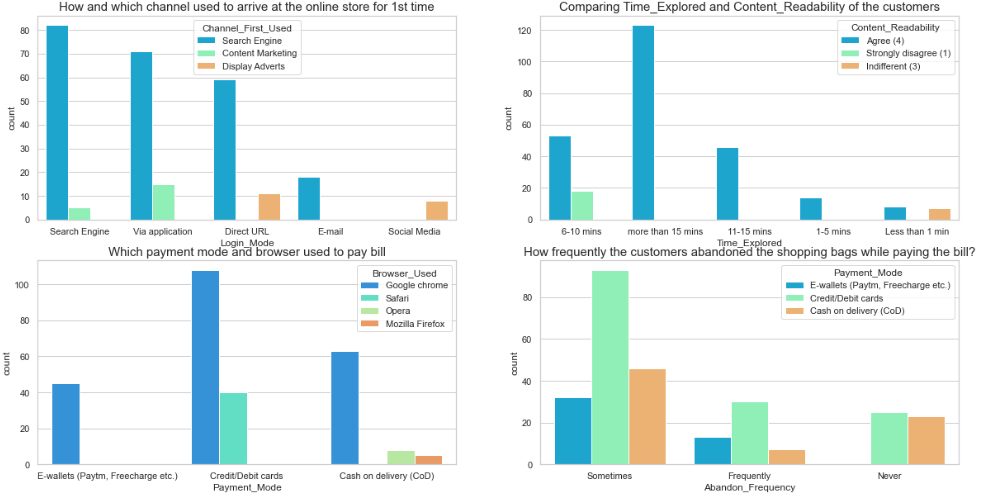 How and which channel used to arrive at the online store for 1st time
Channel_First_Used
Search Engine
Content Marketing
Display Adverts
80
70
60
50
40
30
20
10
0
count
Search Engine
Via application
Direct URL
E-mail
Social Media
Login_Mode
Comparing Time_Explored and Content_Readability of the customers
Content_Readability
Agree (4)
Strongly disagree (1)
Indifferent (3)
120
100
80
60
40
20
0
count
6-10 mins
more than 15 mins
11-15 mins
1-5 mins
Less than 1 min
Time_Explored
Which payment mode and browser used to pay bill
Browser_Used
Google chrome
Safari
Opera
Mozilla Firefox
100
80
60
40
20
0
count
E-wallets (Paytm, Freecharge etc.)
Credit/Debit cards
Cash on delivery (CoD)
Payment_Mode
How frequently the customers abandoned the shopping bags while paying the bill?
Payment_Mode
E-wallets (Paytm, Freecharge etc.)
Credit/Debit cards
Cash on delivery (CoD)
80
60
40
20
0
count
Sometimes
Frequently
Never
Abandon_Frequency